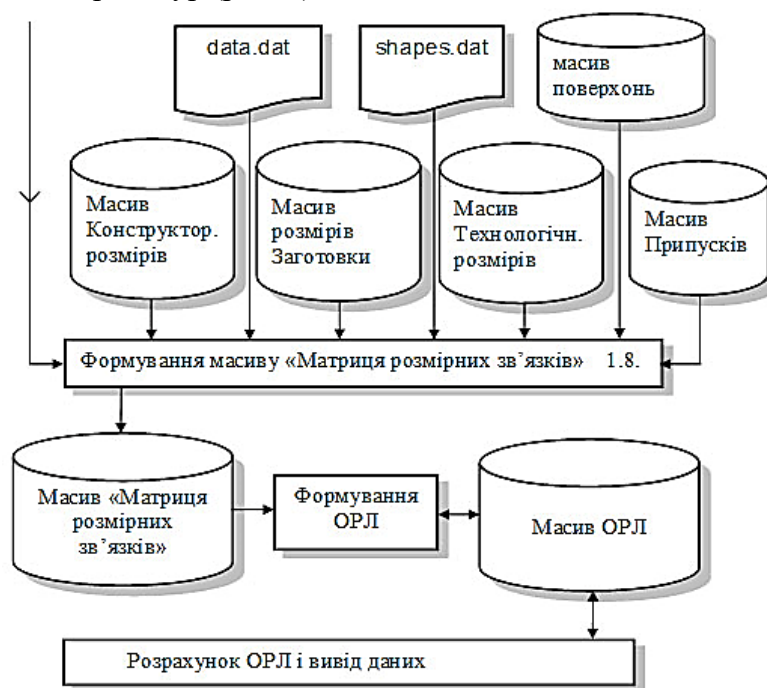 data.dat
shapes.dat
масив
поверхонь
Масив
Конструктор.
розмірів
Масив
розмірів
Заготовки
Масив
Технологічн.
розмірів
Масив
Припусків
Формування масиву «Матриця розмірних зв’язків» 1.8.
Масив «Матриця
розмірних
зв’язків»
Формування
ОРЛ
Масив ОРЛ
Розрахунок ОРЛ і вивід даних